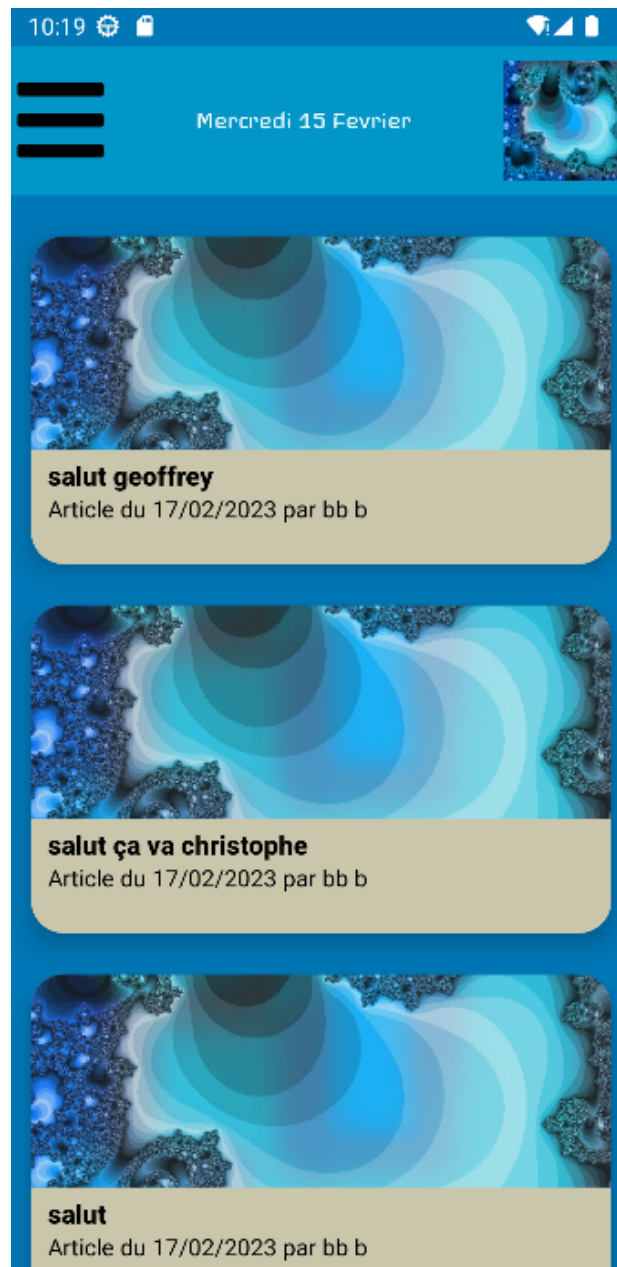 10:19
Mercredi 15 Fevrier
salut geoffrey
Article du 17/02/2023 par bb b
salut ça va christophe
Article du 17/02/2023 par bb b
salut
Article du 17/02/2023 par bb b